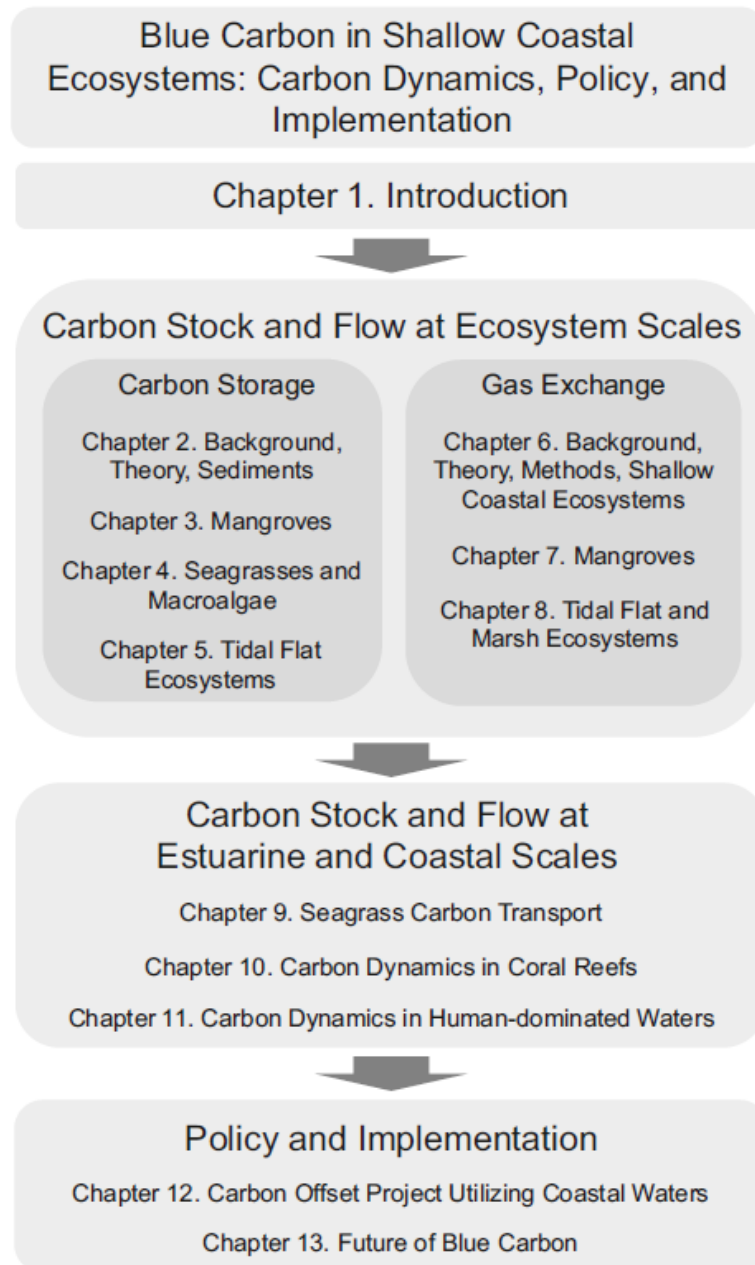 Blue Carbon in Shallow Coastal
Ecosystems: Carbon Dynamics, Policy, and
Implementation
Chapter 1. Introduction
Carbon Stock and Flow at Ecosystem Scales
Carbon Storage
Chapter 2. Background,
Theory, Sediments
Chapter 3. Mangroves
Chapter 4. Seagrasses and
Macroalgae
Chapter 5. Tidal Flat
Ecosystems
Gas Exchange
Chapter 6. Background,
Theory, Methods, Shallow
Coastal Ecosystems
Chapter 7. Mangroves
Chapter 8. Tidal Flat and
Marsh Ecosystems
Carbon Stock and Flow at
Estuarine and Coastal Scales
Chapter 9. Seagrass Carbon Transport
Chapter 10. Carbon Dynamics in Coral Reefs
Chapter 11. Carbon Dynamics in Human-dominated Waters
Policy and Implementation
Chapter 12. Carbon Offset Project Utilizing Coastal Waters
Chapter 13. Future of Blue Carbon